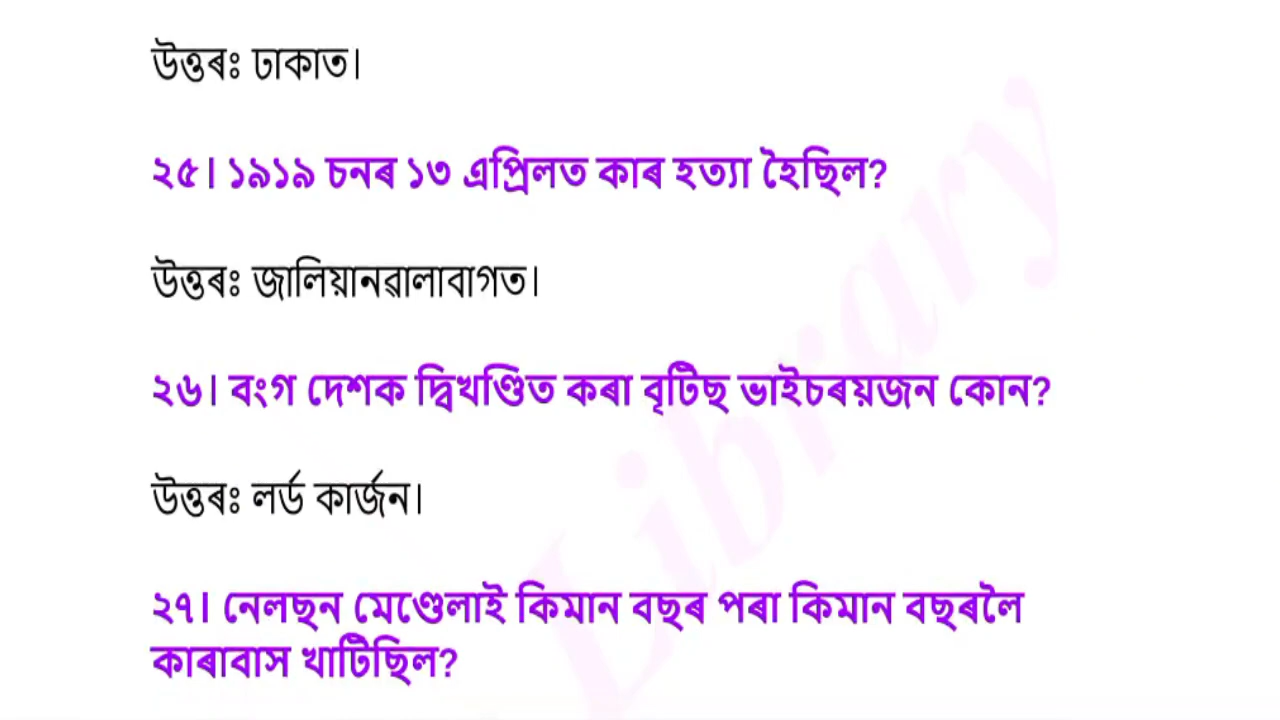 উত্তৰঃ ঢাকাত।
২৫। ১৯১৯ চনৰ ১৩ এপ্ৰিলত কাৰ হত্যা হৈছিল?
উত্তৰঃ জালিয়ানৱালাবাগত।
২৬। বংগ দেশক দ্বিখণ্ডিত কৰা বৃটিছ ভাইচৰয়জন কোন?
উত্তৰঃ লৰ্ড কাৰ্জন।
২৭। নেলছন মেণ্ডেলাই কিমান বছৰ পৰা কিমান বছৰলৈ
কাৰাবাস খাটিছিল?
Library